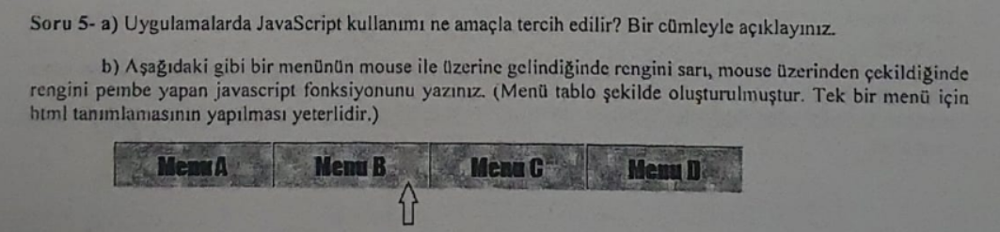 Soru 5- a) Uygulamalarda JavaScript kullanımı ne amaçla tercih edilir? Bir cümleyle açıklayınız.
b) Aşağıdaki gibi bir menünün mouse ile üzerine gelindiğinde rengini sarı, mouse üzerinden çekildiğinde
rengini pembe yapan javascript fonksiyonunu yazınız. (Menü tablo şekilde oluşturulmuştur. Tek bir menü için
html tanımlamasının yapılması yeterlidir.)
Menu A Menu B Menu C Menu D